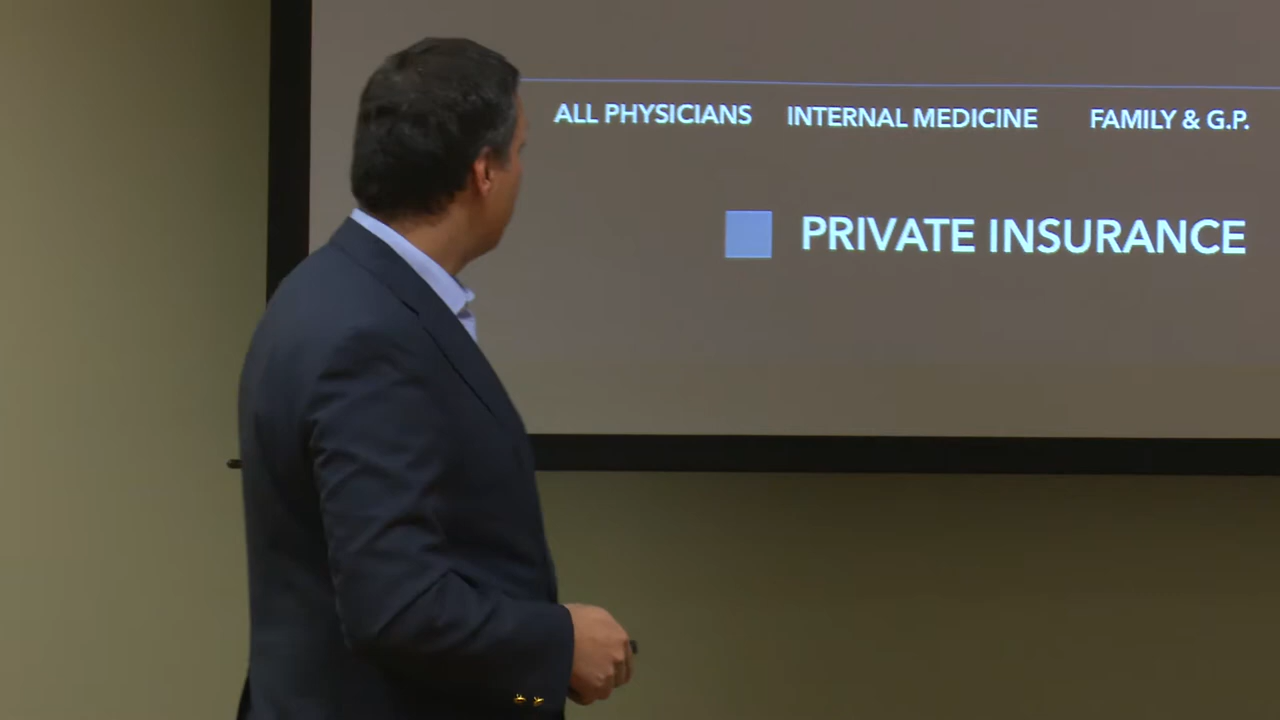 ALL PHYSICIANS INTERNAL MEDICINE FAMILY & G.P.
PRIVATE INSURANCE